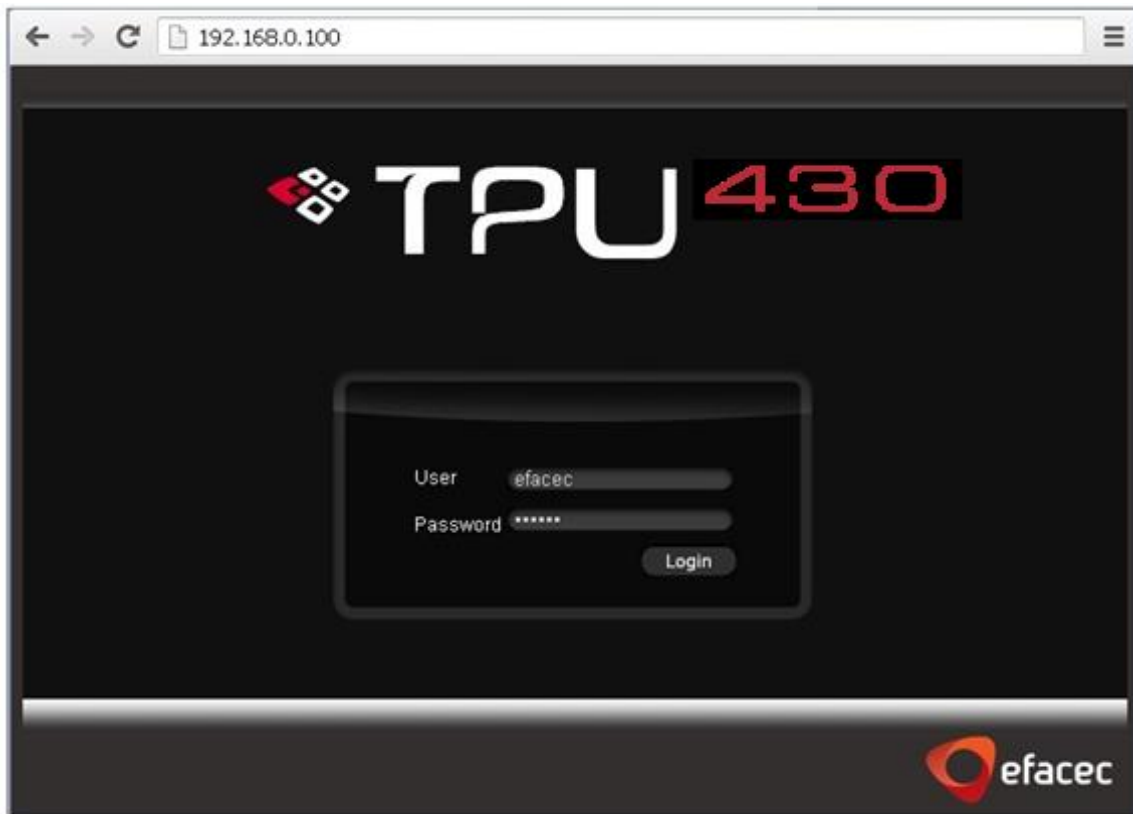 192.168.0.100
TPU 430
User efacec
Password ••••••
Login
efacec